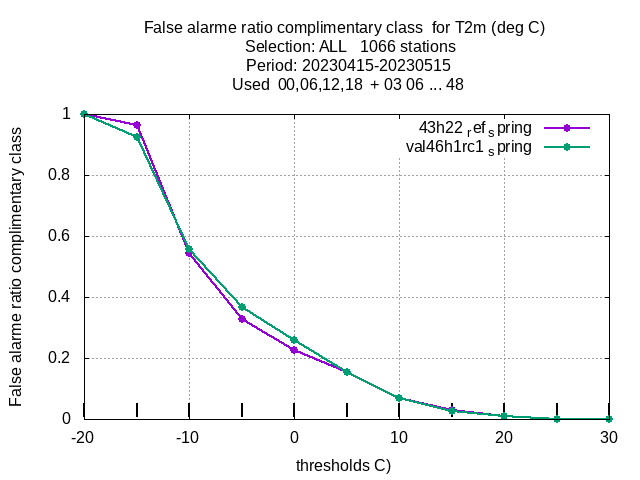 False alarme ratio complimentary class  for T2m (deg C)
Selection: ALL   1066 stations
Period: 20230415-20230515
Used  00,06,12,18  + 03 06 ... 48
False alarme ratio complimentary class
43h22 ref spring
val46h1rc1 spring
1
0.8
0.6
0.4
0.2
0
-20 -10 0 10 20 30
thresholds C)